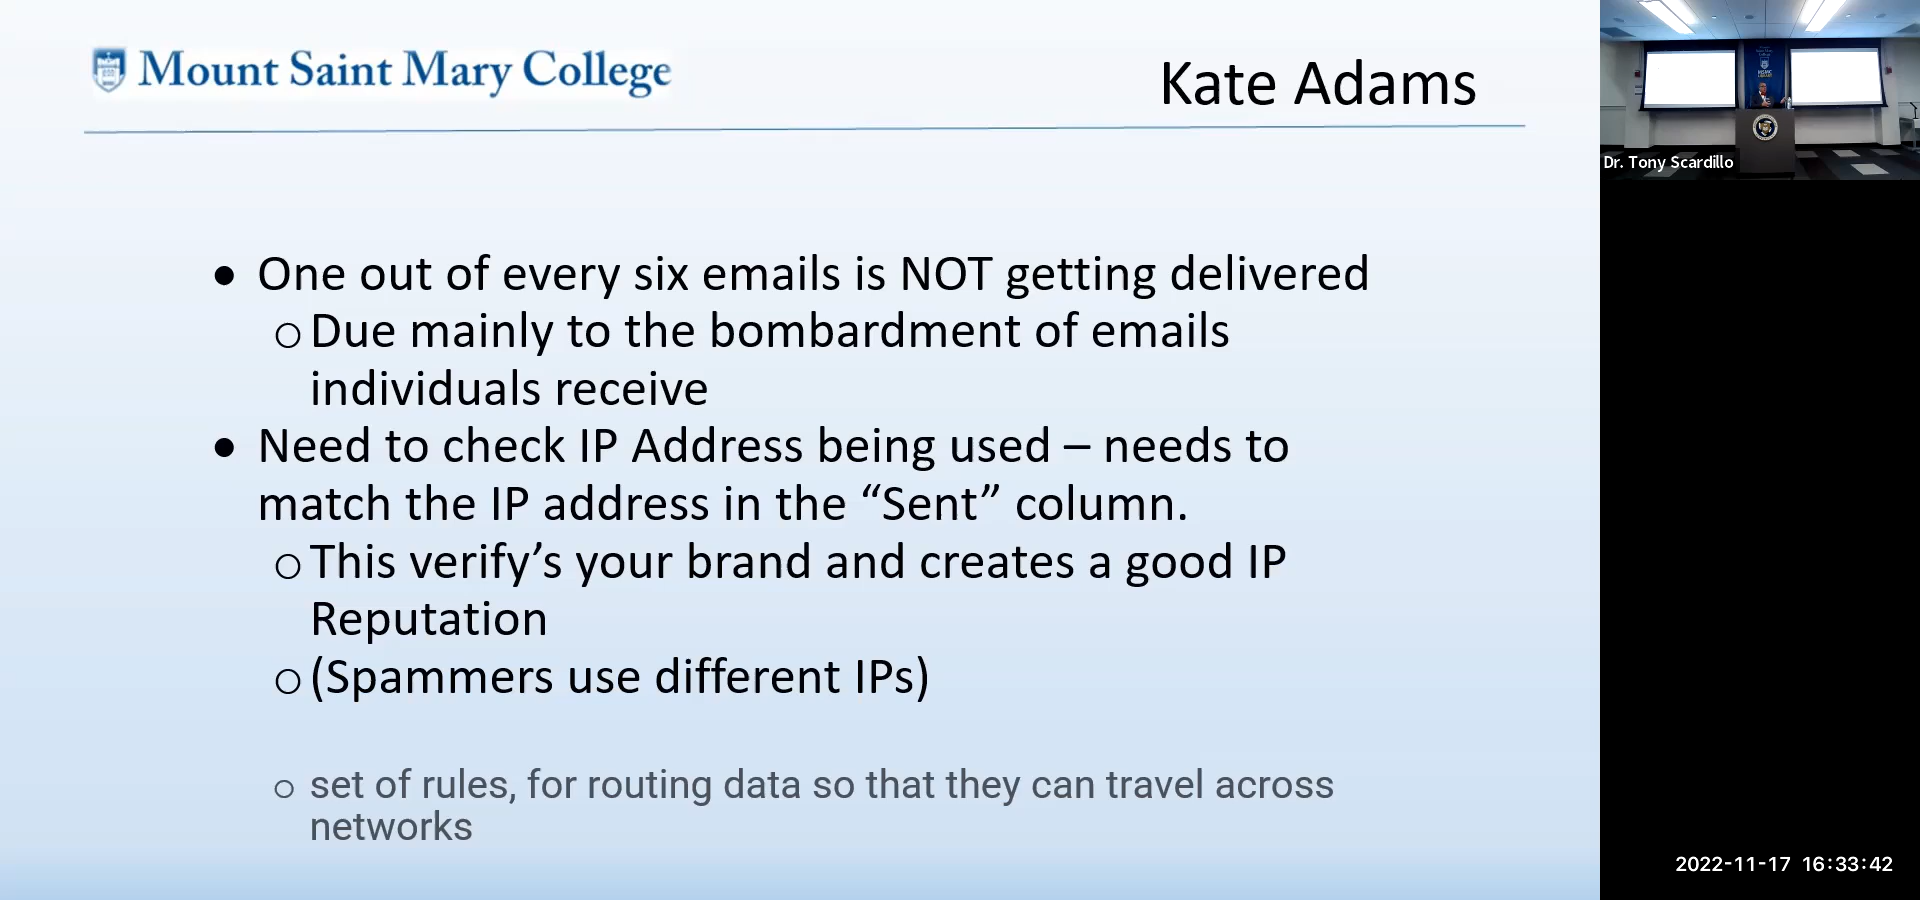 Mount Saint Mary College
Kate Adams
• One out of every six emails is NOT getting delivered
○ Due mainly to the bombardment of emails
individuals receive
• Need to check IP Address being used – needs to
match the IP address in the “Sent” column.
○ This verify’s your brand and creates a good IP
Reputation
○ (Spammers use different IPs)
○ set of rules, for routing data so that they can travel across
networks
Dr. Tony Scardillo
2022-11-17 16:33:42